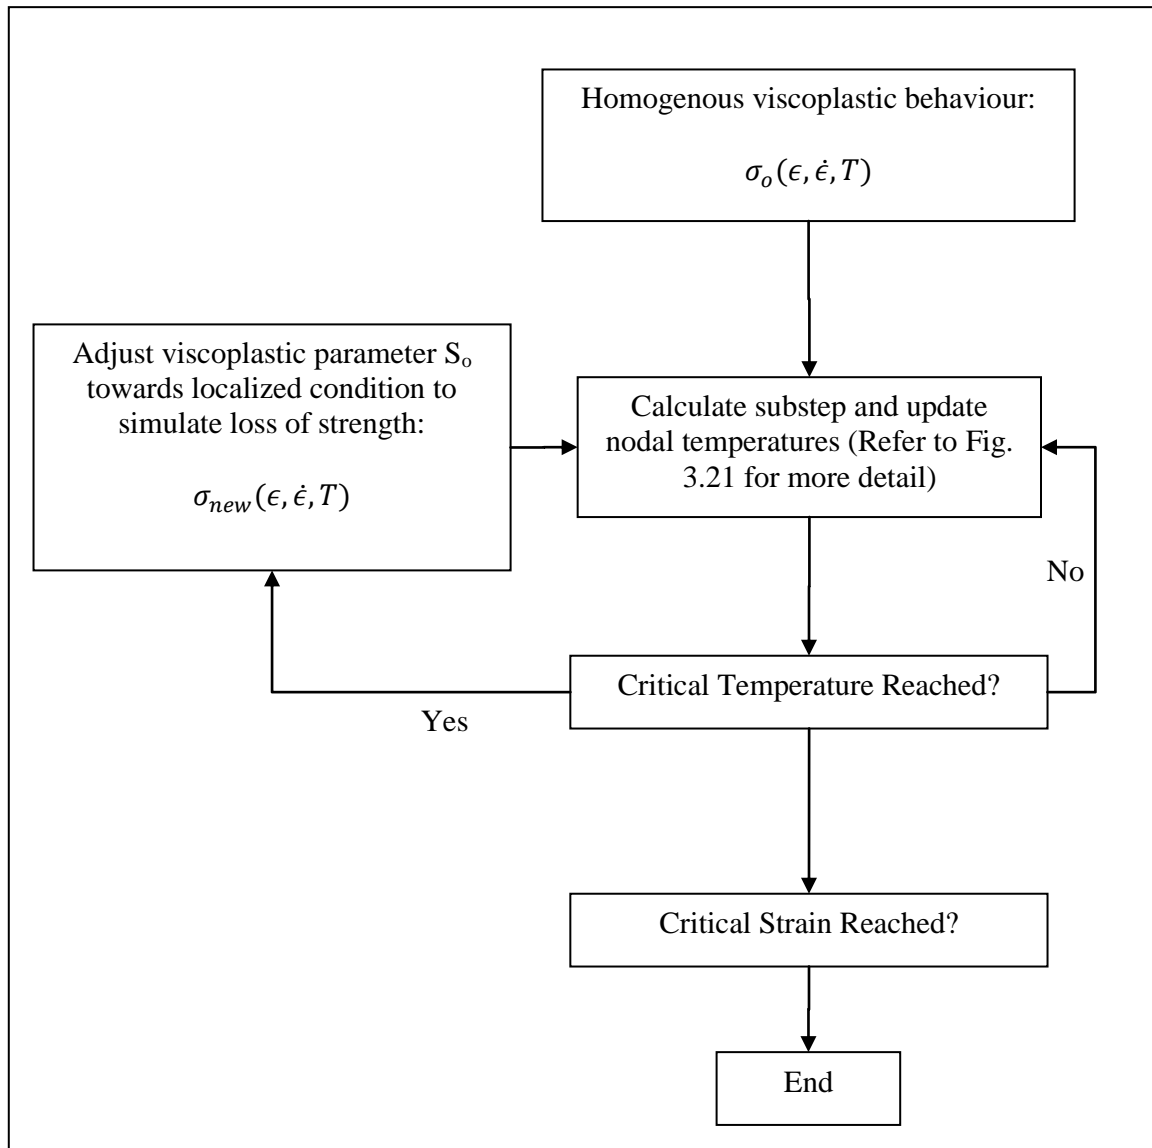 Homogenous viscoplastic behaviour:
𝜎ₒ(𝜖, 𝜖̇, 𝑇)
Adjust viscoplastic parameter Sₒ
towards localized condition to
simulate loss of strength:
𝜎ₙₑw(𝜖, 𝜖̇, 𝑇)
Calculate substep and update
nodal temperatures (Refer to Fig.
3.21 for more detail)
No
Critical Temperature Reached?
Yes
Critical Strain Reached?
End